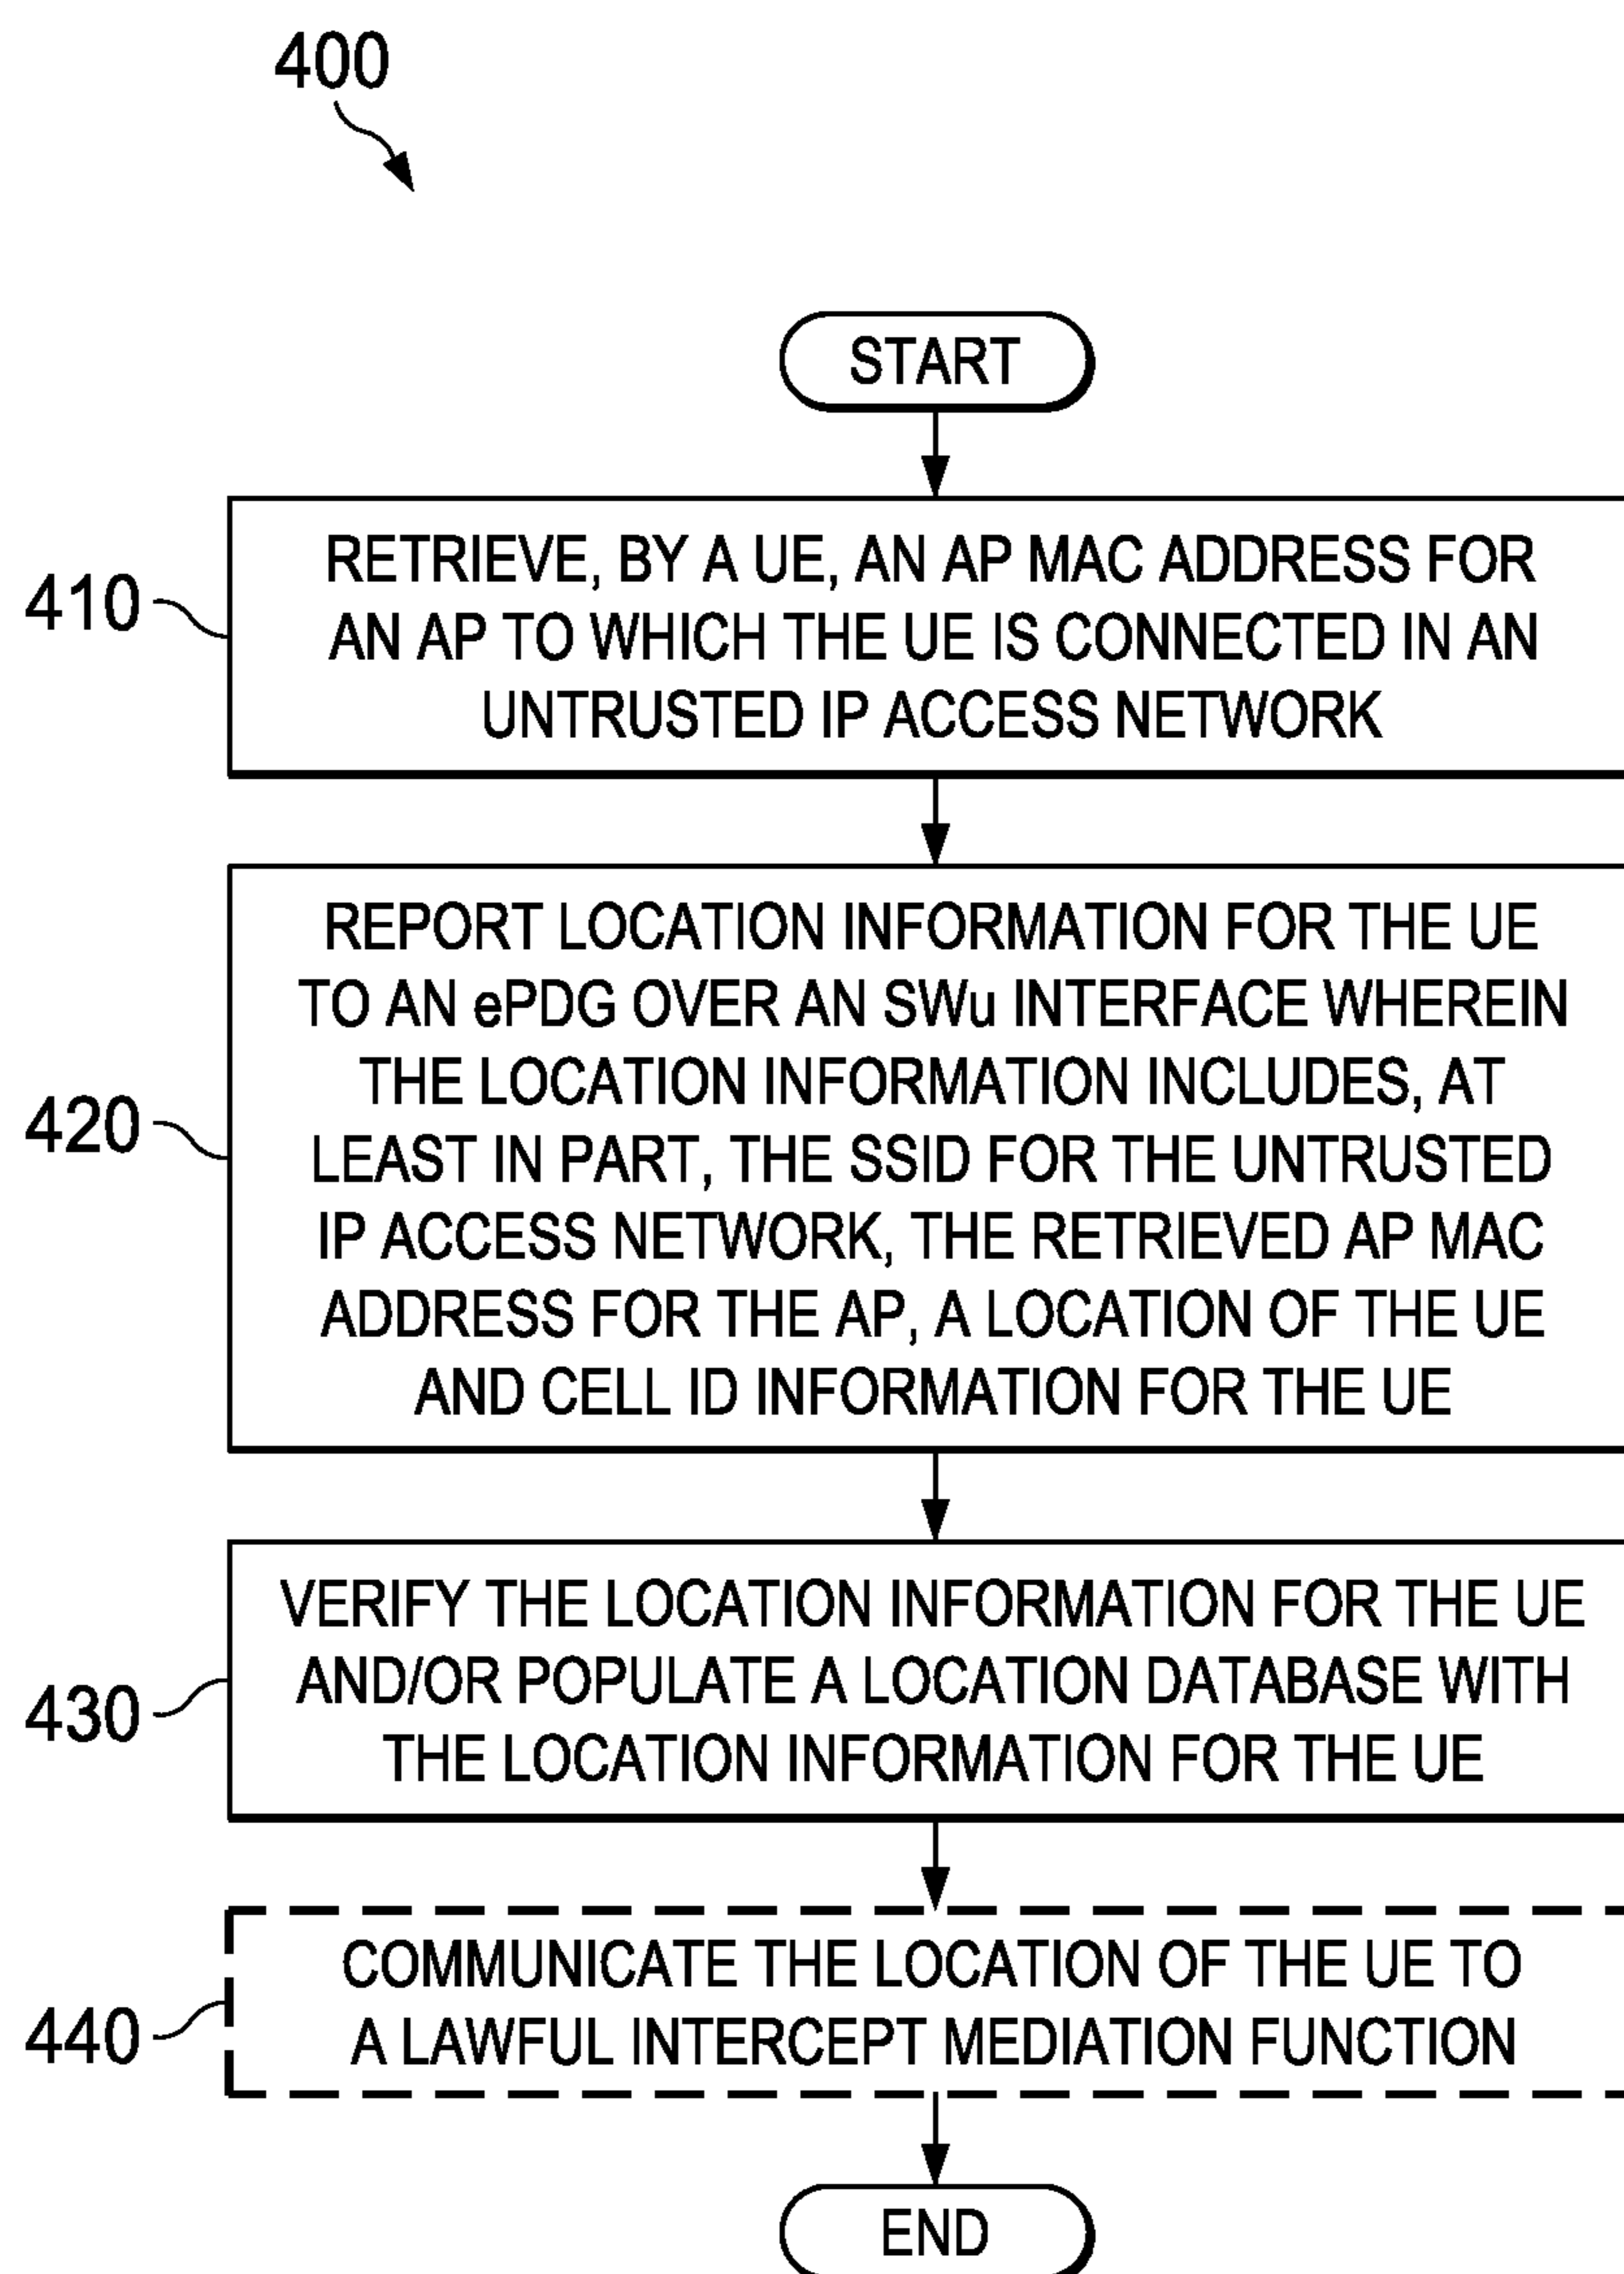 400
START
410
RETRIEVE, BY A UE, AN AP MAC ADDRESS FOR
AN AP TO WHICH THE UE IS CONNECTED IN AN
UNTRUSTED IP ACCESS NETWORK
420
REPORT LOCATION INFORMATION FOR THE UE
TO AN ePDG OVER AN SWu INTERFACE WHEREIN
THE LOCATION INFORMATION INCLUDES, AT
LEAST IN PART, THE SSID FOR THE UNTRUSTED
IP ACCESS NETWORK, THE RETRIEVED AP MAC
ADDRESS FOR THE AP, A LOCATION OF THE UE
AND CELL ID INFORMATION FOR THE UE
430
VERIFY THE LOCATION INFORMATION FOR THE UE
AND/OR POPULATE A LOCATION DATABASE WITH
THE LOCATION INFORMATION FOR THE UE
440
COMMUNICATE THE LOCATION OF THE UE TO
A LAWFUL INTERCEPT MEDIATION FUNCTION
END